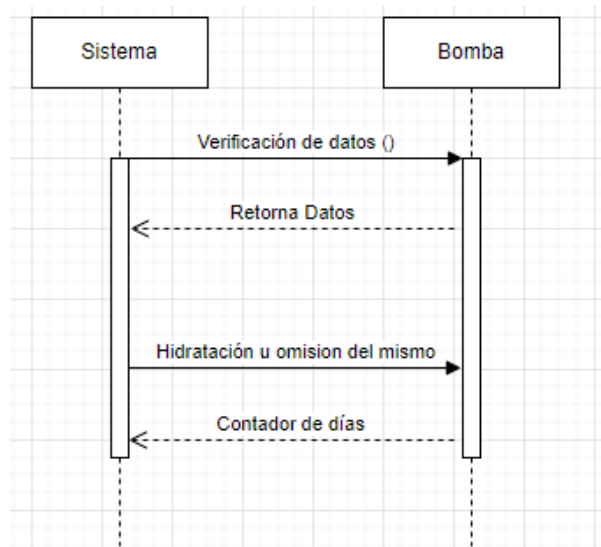 Sistema
Bomba
Verificación de datos ()
Retorna Datos
Hidratación u omision del mismo
Contador de días